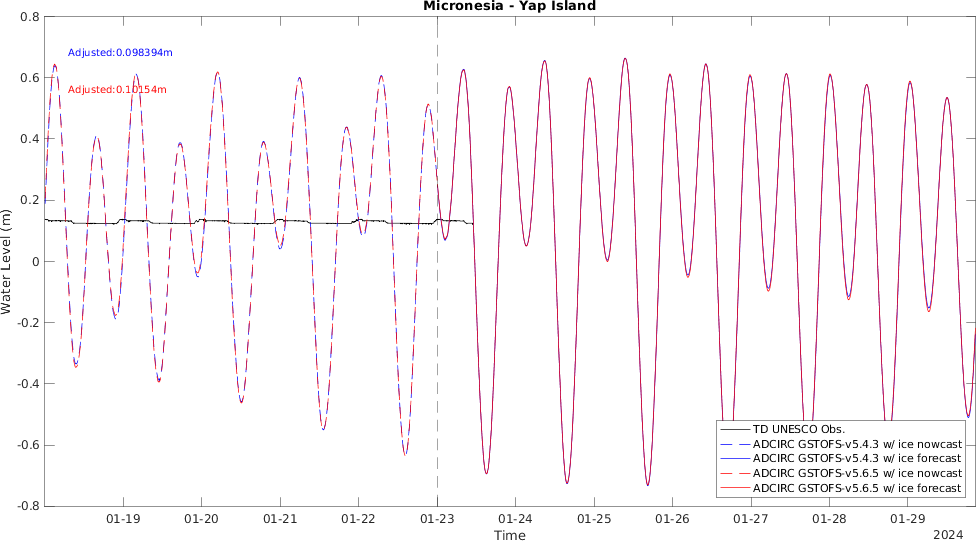 Micronesia - Yap Island
0.8
0.6
0.4
0.2
0
-0.2
-0.4
-0.6
-0.8
Water Level (m)
Adjusted:0.098394m
Adjusted:0.10154m
TD UNESCO Obs.
ADCIRC GSTOFS-v5.4.3 w/ ice nowcast
ADCIRC GSTOFS-v5.4.3 w/ ice forecast
ADCIRC GSTOFS-v5.6.5 w/ ice nowcast
ADCIRC GSTOFS-v5.6.5 w/ ice forecast
01-19 01-20 01-21 01-22 01-23 01-24 01-25 01-26 01-27 01-28 01-29
Time
2024